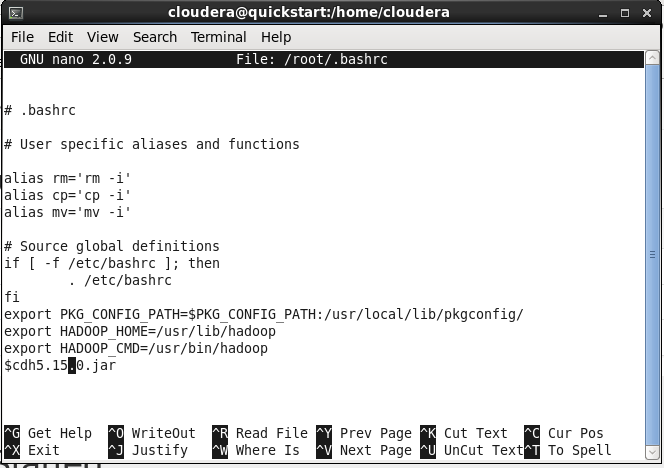 cloudera@quickstart:/home/cloudera
File Edit View Search Terminal Help
GNU nano 2.0.9 File: /root/.bashrc
# .bashrc
# User specific aliases and functions
alias rm='rm -i'
alias cp='cp -i'
alias mv='mv -i'
# Source global definitions
if [ -f /etc/bashrc ]; then
. /etc/bashrc
fi
export PKG_CONFIG_PATH=$PKG_CONFIG_PATH:/usr/local/lib/pkgconfig/
export HADOOP_HOME=/usr/lib/hadoop
export HADOOP_CMD=/usr/bin/hadoop
$cdh5.15.0.jar
^G Get Help ^O WriteOut ^R Read File ^Y Prev Page ^K Cut Text ^C Cur Pos
^X Exit ^J Justify ^W Where Is ^V Next Page ^U UnCut Text^T To Spell